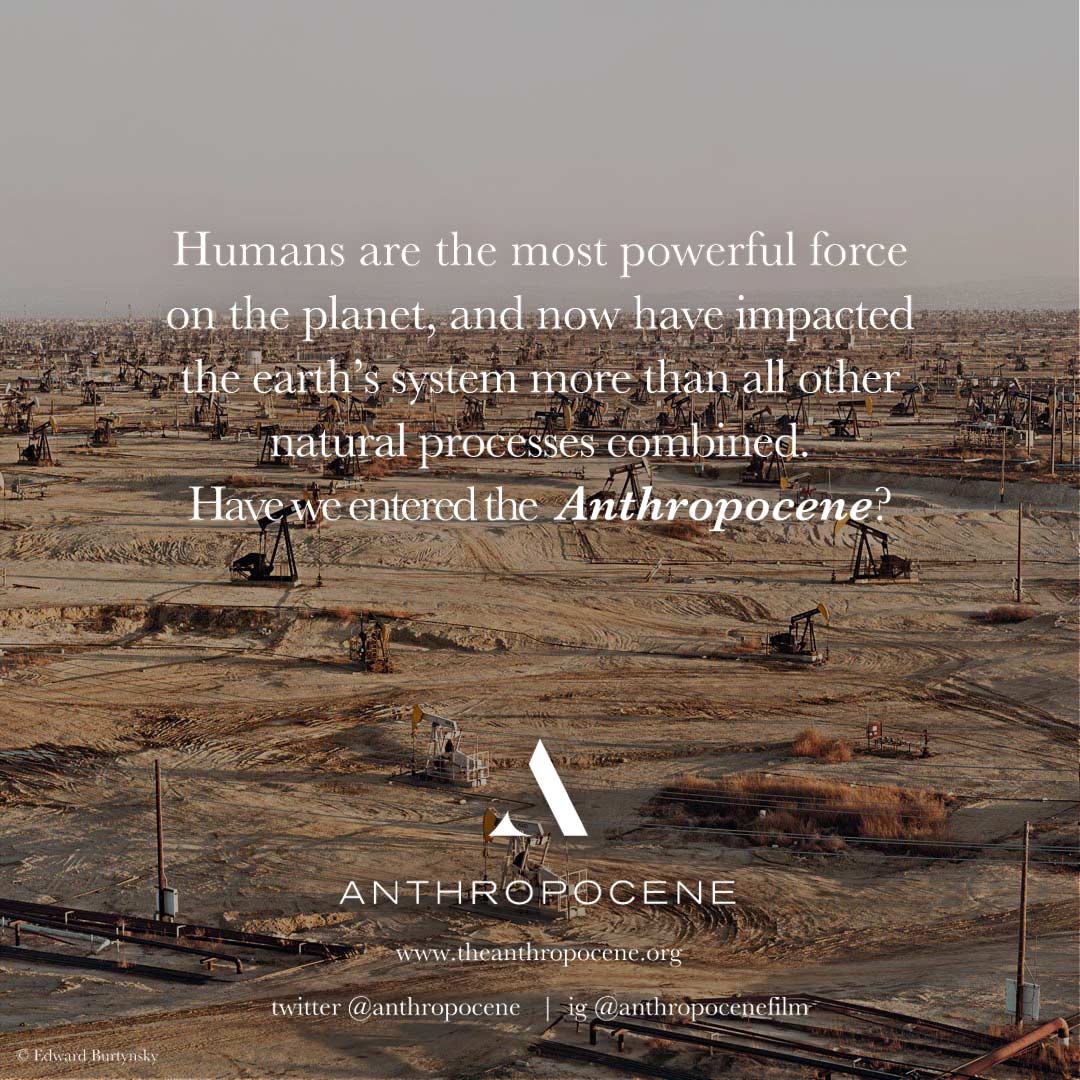 Humans are the most powerful force
on the planet, and now have impacted
the earth's system more than all other
natural processes combined.
Have we entered the Anthropocene?
ANTHROPOCENE
www.theanthropocene.org
twitter @anthropocene | ig @anthropocenefilm
© Edward Burtynsky